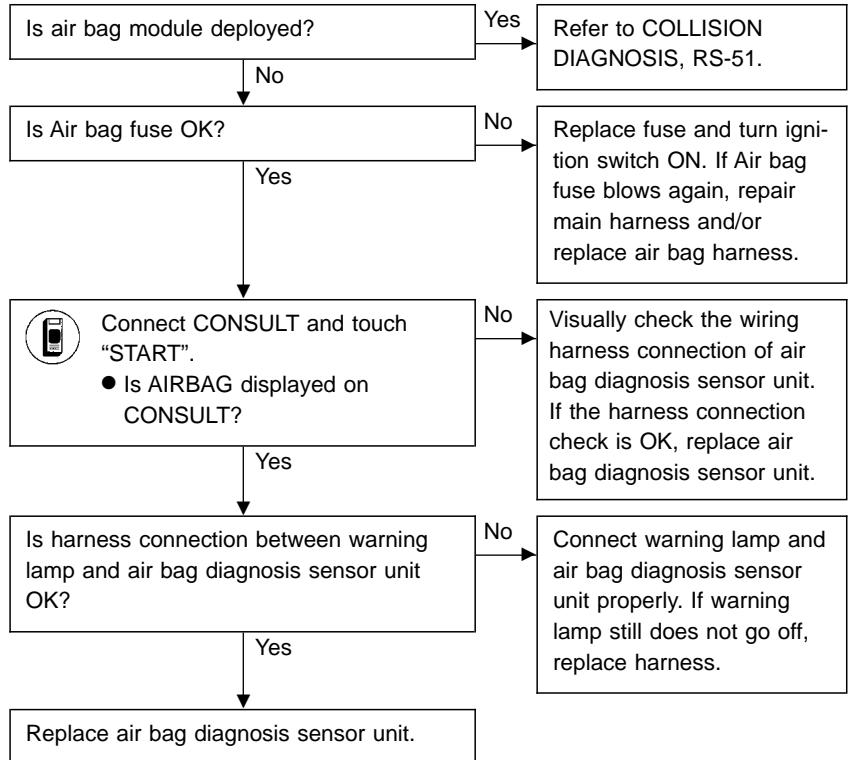 Is air bag module deployed?
Yes
Refer to COLLISION
DIAGNOSIS, RS-51.
No
Is Air bag fuse OK?
No
Replace fuse and turn igni-
tion switch ON. If Air bag
fuse blows again, repair
main harness and/or
replace air bag harness.
Yes
Connect CONSULT and touch
“START”.
● Is AIRBAG displayed on
CONSULT?
No
Visually check the wiring
harness connection of air
bag diagnosis sensor unit.
If the harness connection
check is OK, replace air
bag diagnosis sensor unit.
Yes
Is harness connection between warning
lamp and air bag diagnosis sensor unit
OK?
No
Connect warning lamp and
air bag diagnosis sensor
unit properly. If warning
lamp still does not go off,
replace harness.
Yes
Replace air bag diagnosis sensor unit.